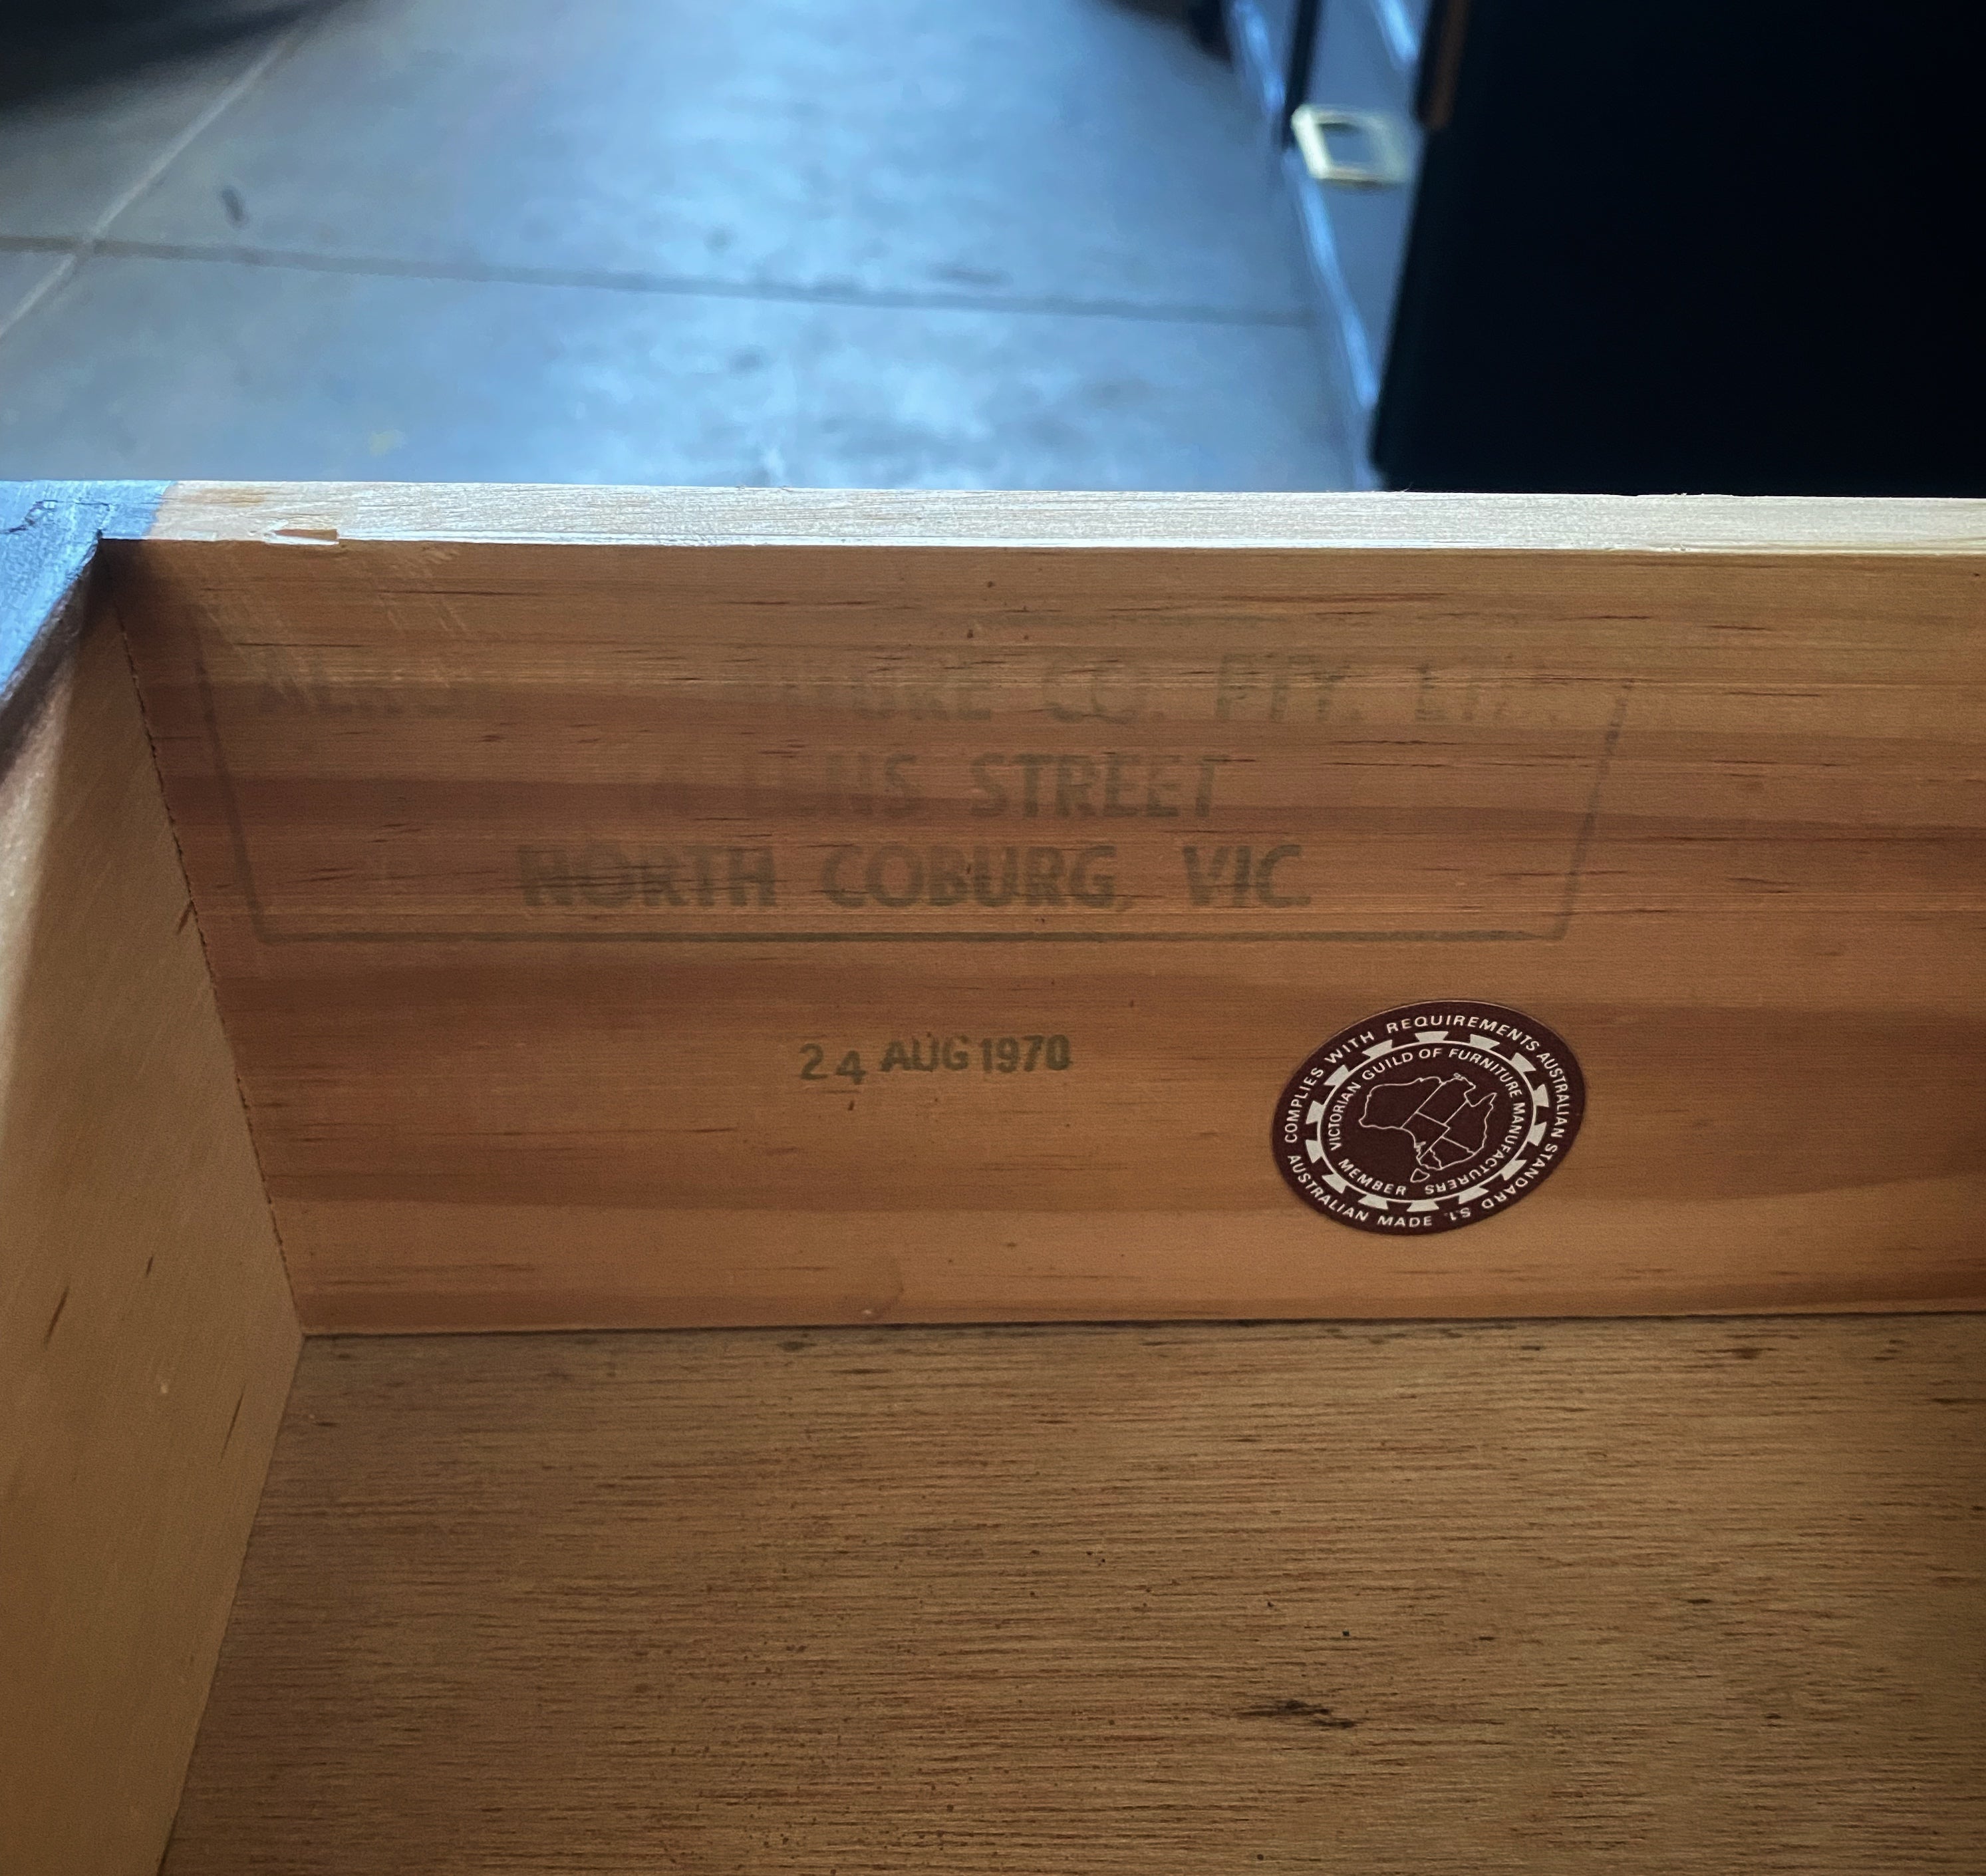 CO. PTY. LTD.
STREET
NORTH COBURG, VIC.
24 AUG 1970
COMPLIES WITH REQUIREMENTS AUSTRALIAN STANDARD S.1.
AUSTRALIAN MADE
VICTORIAN GUILD OF FURNITURE MANUFACTURERS
MEMBER